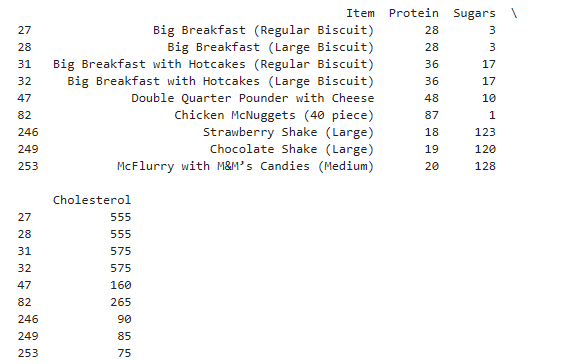 Item Protein Sugars \
27 Big Breakfast (Regular Biscuit) 28 3
28 Big Breakfast (Large Biscuit) 28 3
31 Big Breakfast with Hotcakes (Regular Biscuit) 36 17
32 Big Breakfast with Hotcakes (Large Biscuit) 36 17
47 Double Quarter Pounder with Cheese 48 10
82 Chicken McNuggets (40 piece) 87 1
246 Strawberry Shake (Large) 18 123
249 Chocolate Shake (Large) 19 120
253 McFlurry with M&M’s Candies (Medium) 20 128
Cholesterol
27 555
28 555
31 575
32 575
47 160
82 265
246 90
249 85
253 75